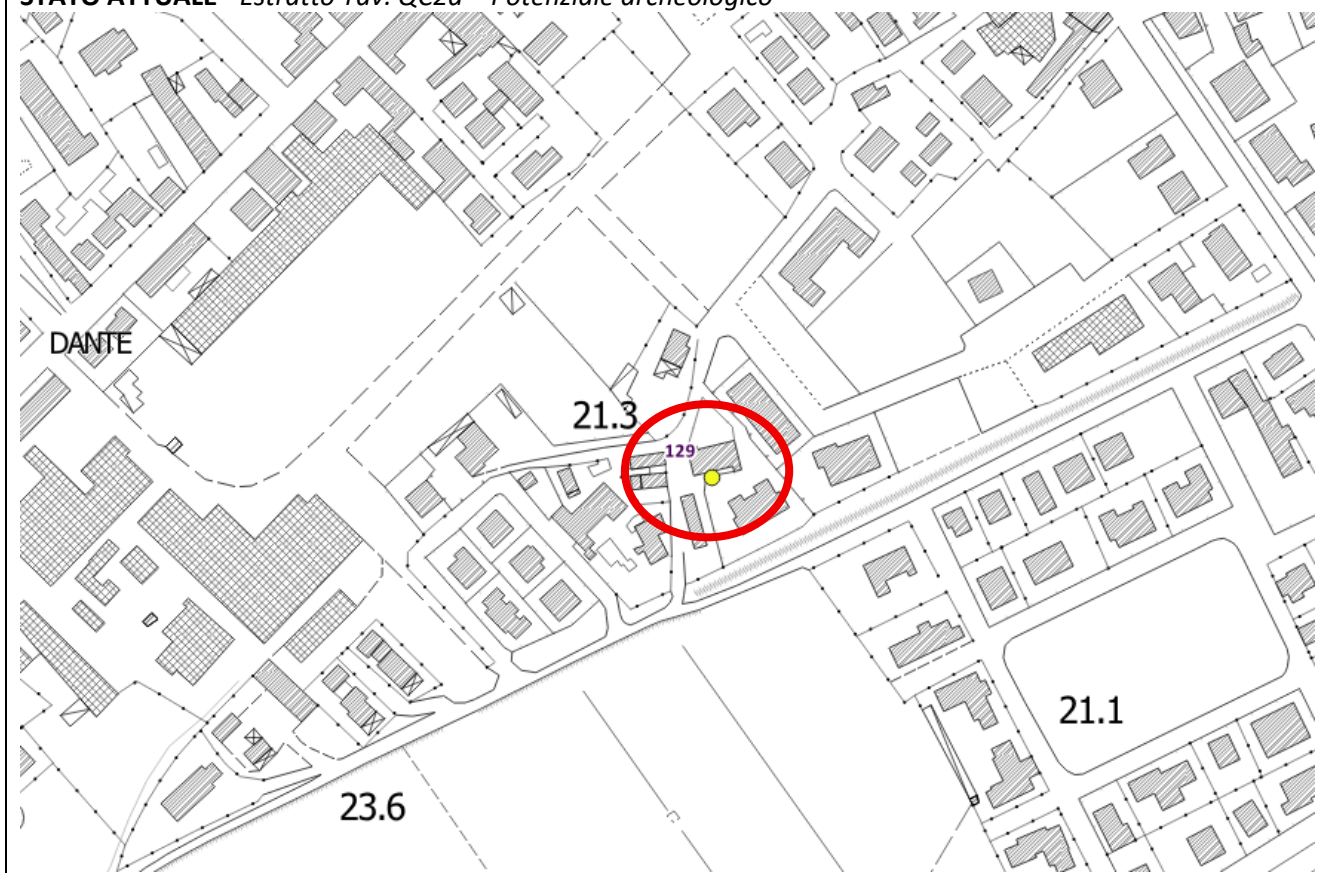 STATO ATTUALE - Estratto Tav. QC2a – Potenziale archeologico
DANTE
21.3
129
21.1
23.6